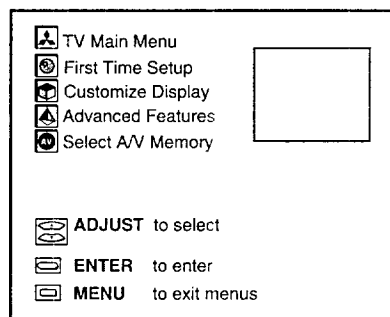 TV Main Menu
First Time Setup
Customize Display
Advanced Features
AV Select A/V Memory
ADJUST to select
ENTER to enter
MENU to exit menus